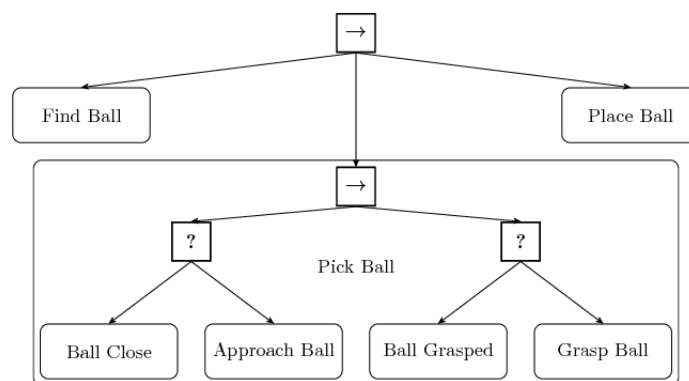 →
Find Ball
Place Ball
→
?
?
Pick Ball
Ball Close
Approach Ball
Ball Grasped
Grasp Ball